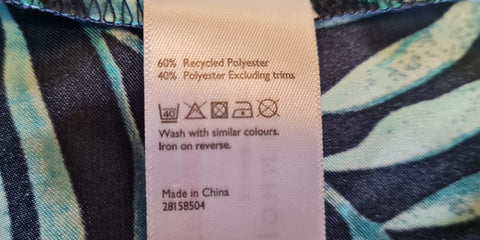 60% Recycled Polyester
40% Polyester Excluding trims
40
Wash with similar colours.
Iron on reverse.
Made in China
28158504